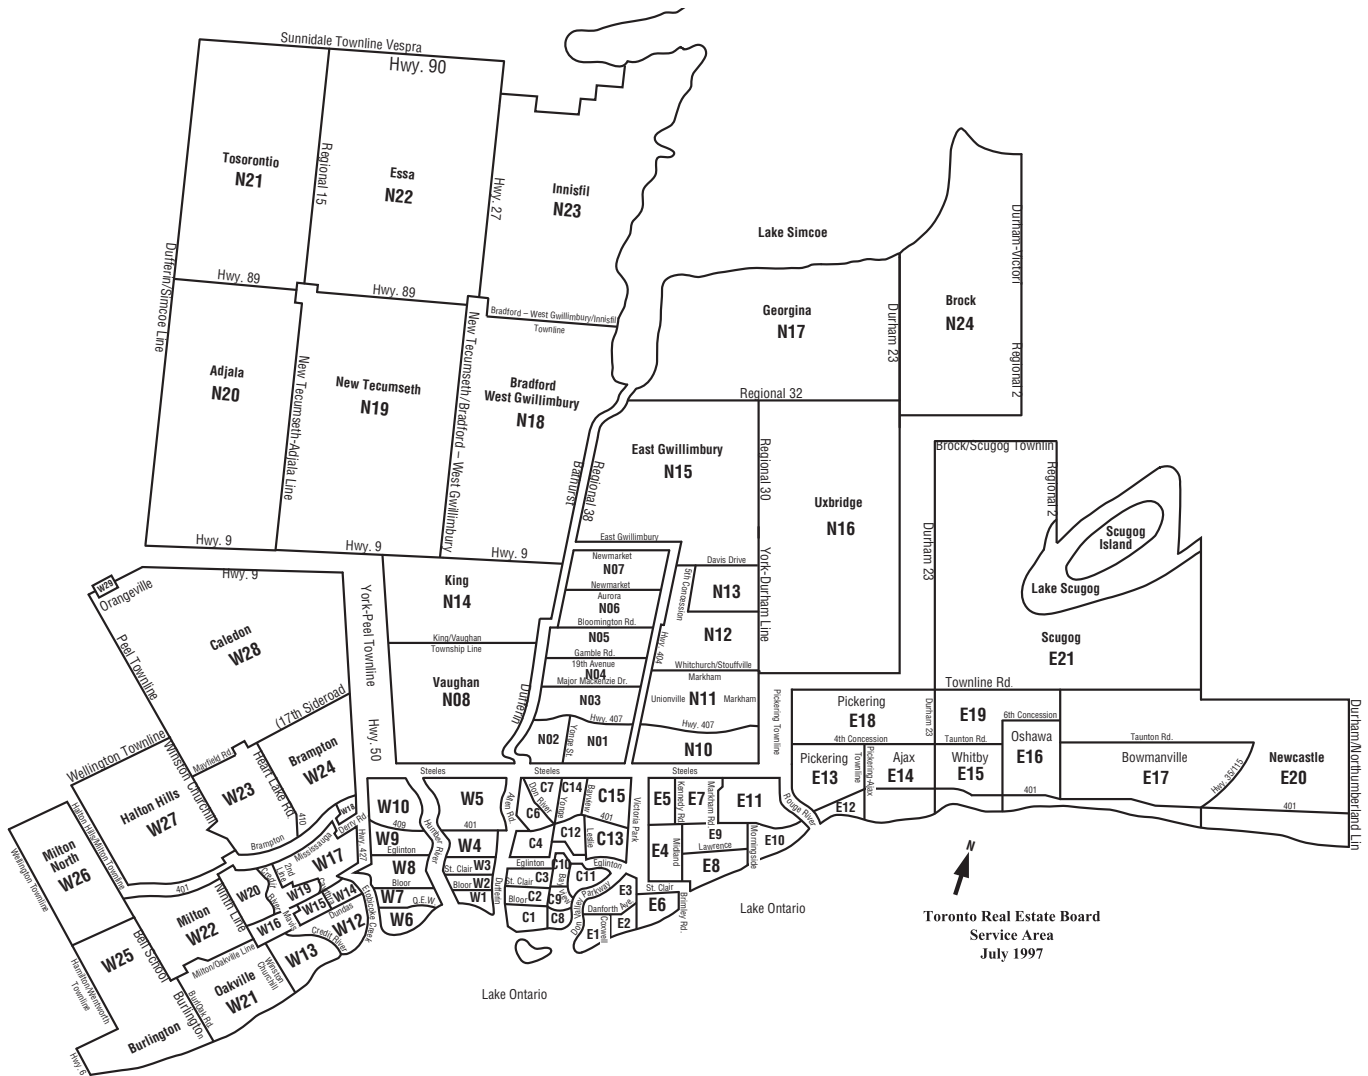 Sunnidale Townline Vespra
Hwy. 90
Tosorontio
N21
Regional 15
Essa
N22
Hwy. 27
Innisfil
N23
Dufferin/Simcoe Line
Hwy. 89
Hwy. 89
Bradford – West Gwillimbury/Innisfil
Townline
Adjala
N20
New Tecumseth-Adjala Line
New Tecumseth
N19
New Tecumseth/Bradford – West Gwillimbury
Bradford
West Gwillimbury
N18
Hwy. 9
Hwy. 9
Hwy. 9
Lake Simcoe
Georgina
N17
Durham 23
Brock
N24
Durham-Victori
Regional 2
Regional 32
Bathurst
Regional 38
East Gwillimbury
N15
Regional 30
York-Durham Line
Uxbridge
N16
Durham 23
Brock/Scugog Townlin
Regional 2
Scugog
Island
Lake Scugog
Scugog
E21
East Gwillimbury
Newmarket
N07
Newmarket
Aurora
N06
Bloomington Rd.
N05
Gamble Rd.
19th Avenue
N04
Major Mackenzie Dr.
N03
Hwy. 407
N02
Yonge St.
N01
Davis Drive
5th Concession
N13
N12
Hwy. 404
Whitchurch/Stouffville
Markham
Unionville
N11
Markham
Hwy. 407
N10
King
N14
King/Vaughan
Township Line
Vaughan
N08
Dufferin
York-Peel Townline
Hwy. 50
W29
Orangeville
Hwy. 9
Peel Townline
Caledon
W28
(17th Sideroad
Wellington Townline
Winston Churchill
Mayfield Rd
Heart Lake Rd
Brampton
W24
W23
410
Halton Hills
W27
Halton Hills/Milton Townline
Milton
North
W26
Wellington Townline
Brampton
401
W18
Derry Rd
Hwy. 427
Mississauga
W17
2nd
Line
Credit
River
W20
W19
W15
W14
Mavis
W16
Dundas
W12
Credit River
W13
Etobicoke Creek
Ninth Line
Milton
W22
Milton/Oakville Line
Winston
Churchill
Oakville
W21
BurlOak Rd.
Burlington
Bell School
W25
Hamilton/Wentworth
Townline
Burlington
Hwy. 6
Steeles
Steeles
Steeles
W10
409
W9
Eglinton
W8
Bloor
W7
Q.E.W.
W6
Humber River
W5
401
W4
St. Clair
W3
Bloor
W2
W1
Dufferin
Allen Rd.
C7
Don River
C6
C14
Yonge
Bayview
C15
401
C4
C12
Leslie
C13
Eglinton
C10
Eglinton
St. Clair
C3
C11
Bloor
C2
C9
C1
C8
Don Valley Parkway
Victoria Park
E5
Kennedy Rd
E7
Markham Rd
E11
Rouge River
E4
Midland
E9
Lawrence
E8
Morningside
E10
E3
St. Clair
Danforth Ave.
E6
Brimley Rd.
E1
Coxwell
E2
Pickering Townline
Townline Rd.
Pickering
E18
Durham 23
E19
6th Concession
4th Concession
Taunton Rd.
Taunton Rd.
Oshawa
E16
Pickering
E13
Pickering-Ajax
Townline
Ajax
E14
Whitby
E15
Bowmanville
E17
Hwy. 35/115
Newcastle
E20
E12
401
401
Durham/Northumberland Lin
Lake Ontario
Lake Ontario
N
Toronto Real Estate Board
Service Area
July 1997